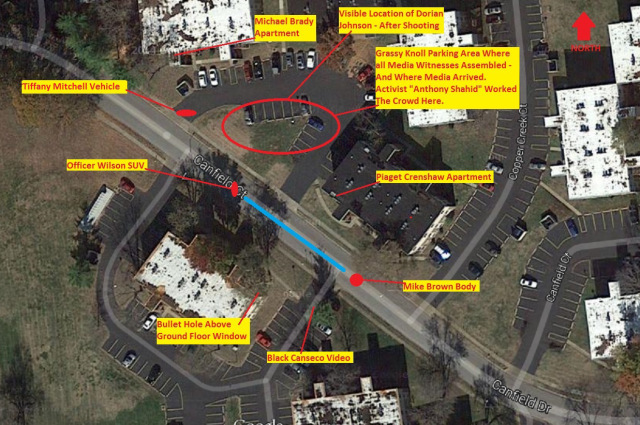 Michael Brady
Apartment
Visible Location of Dorian
Johnson - After Shooting
NORTH
Grassy Knoll Parking Area Where
all Media Witnesses Assembled -
And Where Media Arrived.
Activist "Anthony Shahid" Worked
The Crowd Here.
Tiffany Mitchell Vehicle
Copper Creek Ct
Officer Wilson SUV
Canfield Ct
Piaget Crenshaw Apartment
Canfield Ct
Mike Brown Body
Bullet Hole Above
Ground Floor Window
Black Canseco Video
Canfield Dr
Google